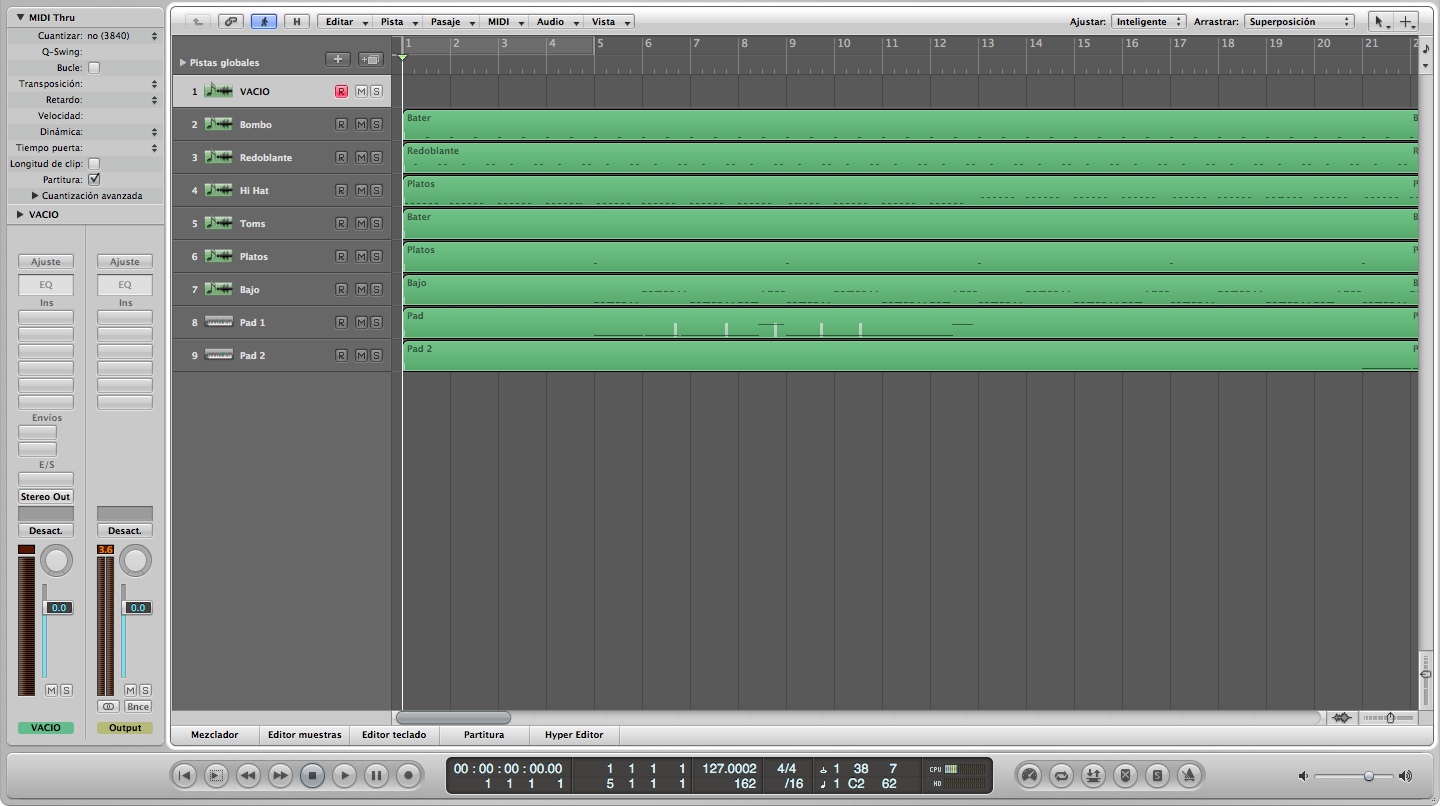 MIDI Thru
Cuantizar: no (3840)
Q-Swing:
Bucle:
Transposición:
Retardo:
Velocidad:
Dinámica:
Tiempo puerta:
Longitud de clip:
Partitura:
Cuantización avanzada
VACIO
Ajuste Ajuste
EQ EQ
Ins Ins
Envíos
E/S
Stereo Out
Desact. Desact.
3.6
0.0 0.0
M S M S
Bnce
VACIO Output
H Editar Pista Pasaje MIDI Audio Vista Ajustar: Inteligente Arrastrar: Superposición
Pistas globales
1 2 3 4 5 6 7 8 9 10 11 12 13 14 15 16 17 18 19 20 21
1 VACIO R M S
2 Bombo R M S Bater B
3 Redoblante R M S Redoblante R
4 Hi Hat R M S Platos P
5 Toms R M S Bater B
6 Platos R M S Platos P
7 Bajo R M S Bajo B
8 Pad 1 R M S Pad P
9 Pad 2 R M S Pad 2 P
Mezclador Editor muestras Editor teclado Partitura Hyper Editor
00 : 00 : 00 : 00.00 1 1 1 1 127.0002 4/4 1 38 7 CPU
1 1 1 1 5 1 1 1 162 /16 1 C2 62 HD
S